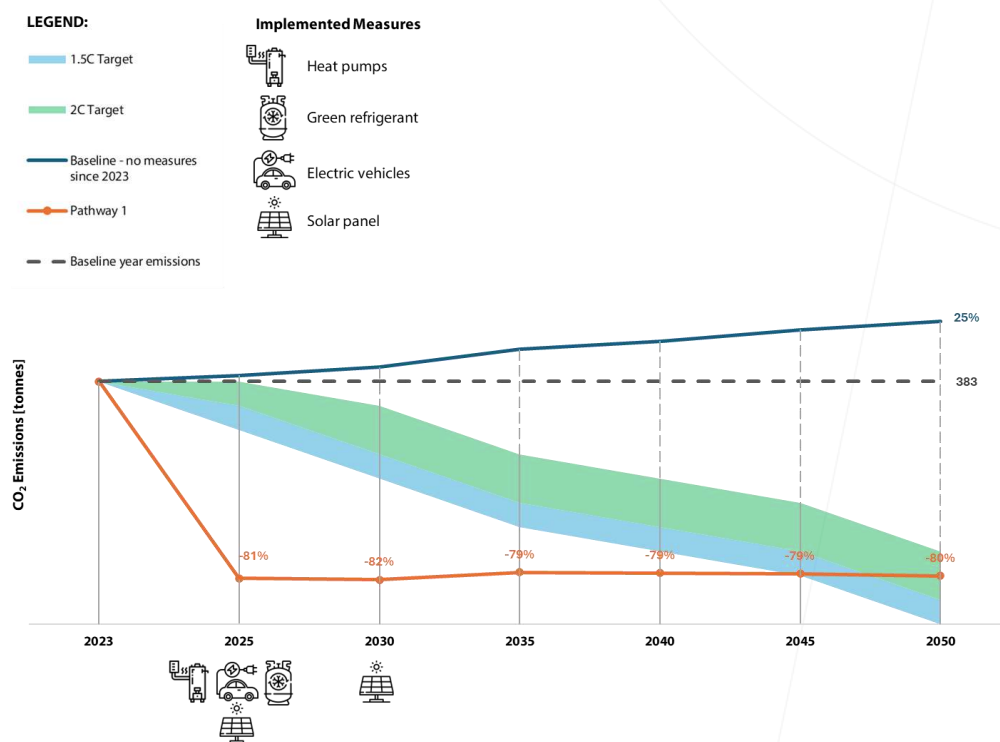 LEGEND:
1.5C Target
2C Target
Baseline - no measures
since 2023
Pathway 1
Baseline year emissions
Implemented Measures
Heat pumps
Green refrigerant
Electric vehicles
Solar panel
CO₂ Emissions [tonnes]
25%
383
-81%
-82%
-79%
-79%
-79%
-80%
2023
2025
2030
2035
2040
2045
2050